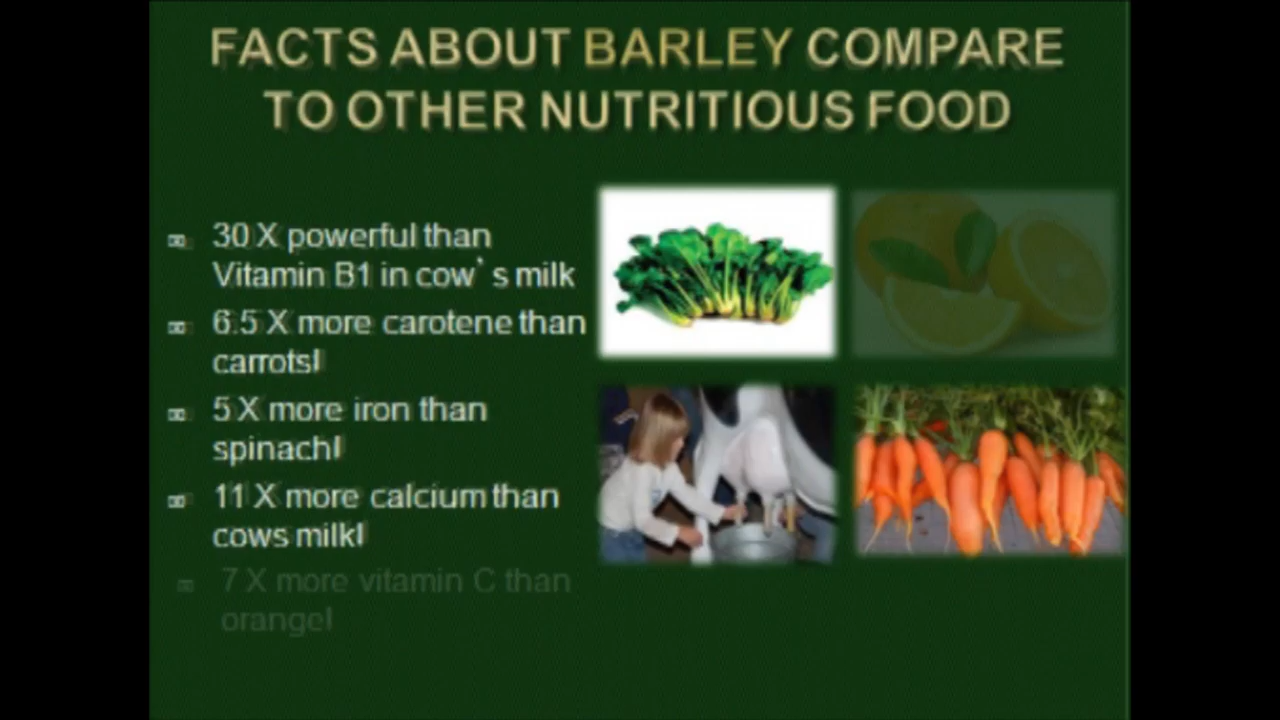 FACTS ABOUT BARLEY COMPARE
TO OTHER NUTRITIOUS FOOD
30 X powerful than
Vitamin B1 in cow's milk
6.5 X more carotene than
carrots!
5 X more iron than
spinach!
11 X more calcium than
cows milk!
7 X more vitamin C than
orange!